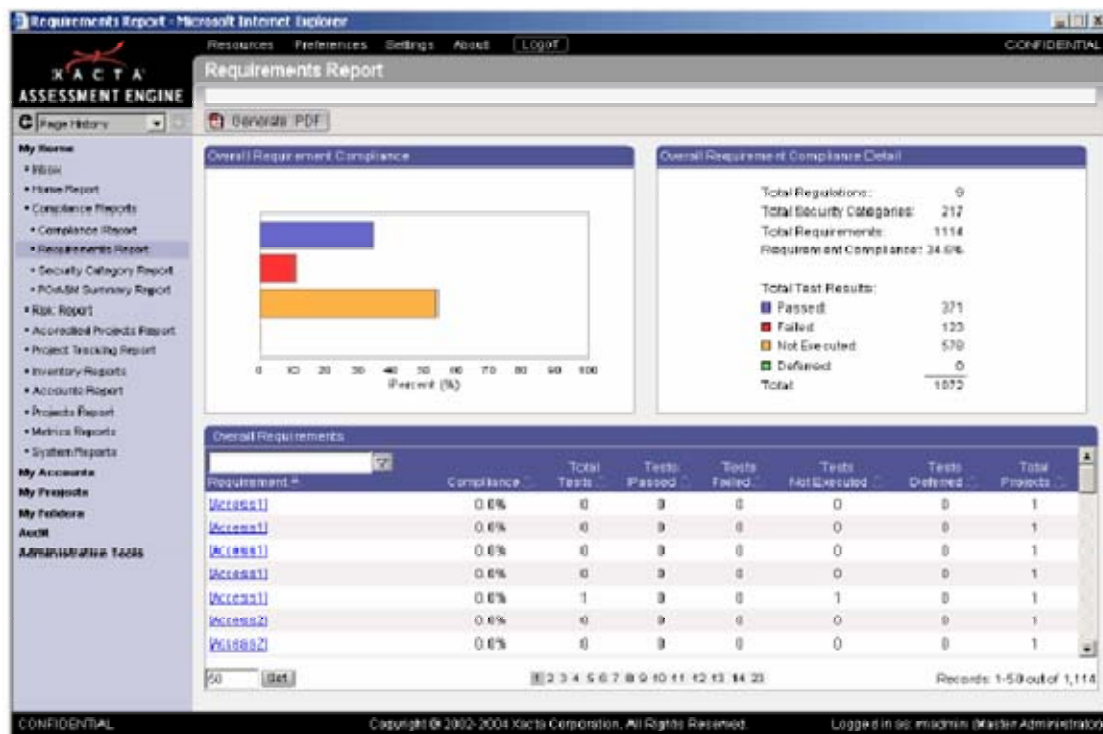 Requirements Report - Microsoft Internet Explorer
Resources Preferences Settings About Logoff CONFIDENTIAL
XACTA
ASSESSMENT ENGINE
Requirements Report
Page History
Generate PDF
My Home
Inbox
Home Report
Compliance Reports
Compliance Report
Requirements Report
Security Category Report
POA&M Summary Report
Risk Report
Accredited Projects Report
Project Tracking Report
Inventory Reports
Accounts Report
Projects Report
Metrics Reports
System Reports
My Accounts
My Projects
My Folders
Audit
Administration Tools
Overall Requirement Compliance
0 10 20 30 40 50 60 70 80 90 100
Percent (%)
Overall Requirement Compliance Detail
Total Regulations: 9
Total Security Categories: 217
Total Requirements: 1114
Requirement Compliance: 34.6%
Total Test Results:
Passed: 371
Failed: 123
Not Executed: 578
Deferred: 0
Total: 1072
Overall Requirements
Requirement Compliance Total Tests Tests Passed Tests Failed Tests Not Executed Tests Deferred Total Projects
[Access1] 0.0% 0 0 0 0 0 1
[Access1] 0.0% 0 0 0 0 0 1
[Access1] 0.0% 0 0 0 0 0 1
[Access1] 0.0% 0 0 0 0 0 1
[Access1] 0.0% 1 0 0 1 0 1
[Access2] 0.0% 0 0 0 0 0 1
[Access2] 0.0% 0 0 0 0 0 1
50 Set 1 2 3 4 5 6 7 8 9 10 11 12 13 14 23 Records: 1-50 out of 1,114
CONFIDENTIAL Copyright © 2002-2004 Xacta Corporation. All Rights Reserved. Logged in as: (Master Administrator)